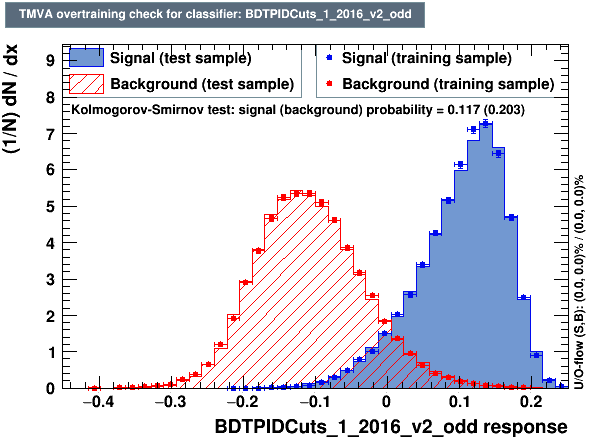 TMVA overtraining check for classifier: BDTPIDCuts_1_2016_v2_odd
(1/N) dN / dx
Signal (test sample)
Background (test sample)
Signal (training sample)
Background (training sample)
Kolmogorov-Smirnov test: signal (background) probability = 0.117 (0.203)
9
8
7
6
5
4
3
2
1
0
−0.4 −0.3 −0.2 −0.1 0 0.1 0.2
BDTPIDCuts_1_2016_v2_odd response
U/O-flow (S,B): (0.0, 0.0)% / (0.0, 0.0)%